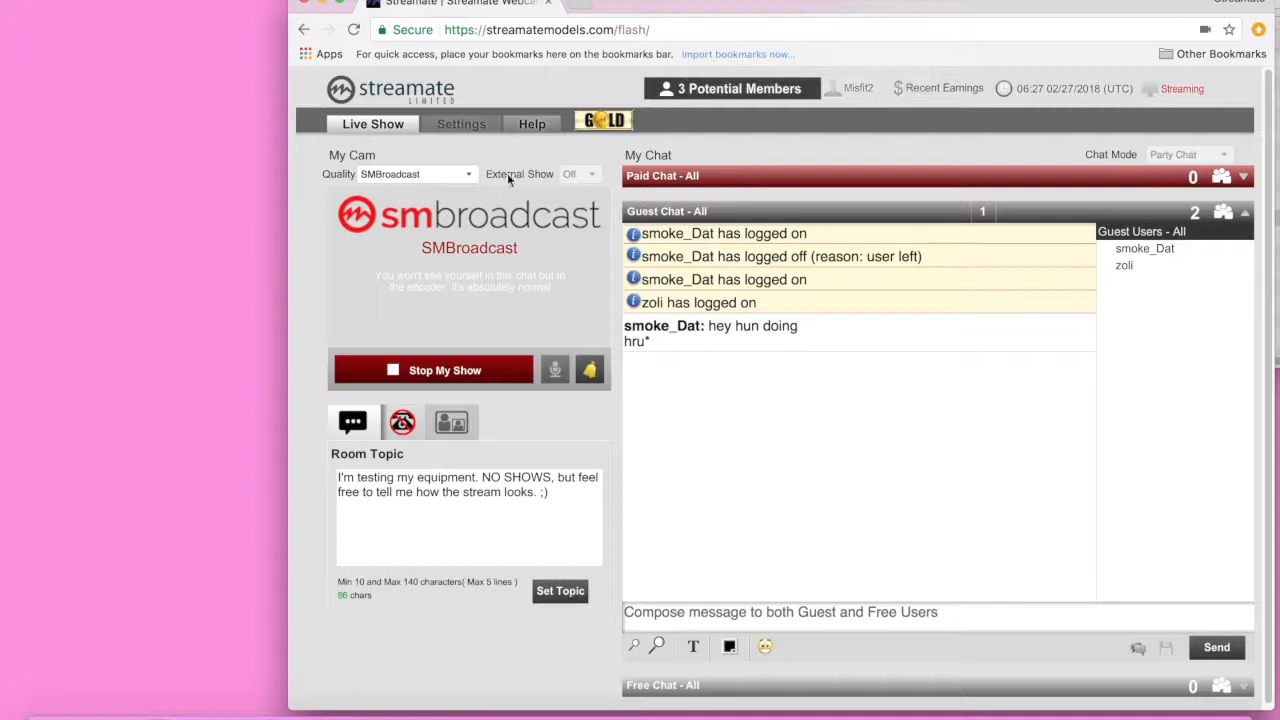 Streamate | Streamate Webca
Streamate
Secure https://streamatemodels.com/flash/
Apps For quick access, place your bookmarks here on the bookmarks bar. Import bookmarks now... Other Bookmarks
streamate
LIMITED
3 Potential Members Misfit2 Recent Earnings 06:27 02/27/2018 (UTC) Streaming
Live Show Settings Help GOLD
My Cam
Quality SMBroadcast External Show Off
smbroadcast
SMBroadcast
You won't see yourself in this chat but in
the encoder, it's absolutely normal
Stop My Show
Room Topic
I'm testing my equipment. NO SHOWS, but feel
free to tell me how the stream looks. ;)
Min 10 and Max 140 characters( Max 5 lines )
86 chars
Set Topic
My Chat Chat Mode Party Chat
Paid Chat - All 0
Guest Chat - All 1 2
smoke_Dat has logged on
smoke_Dat has logged off (reason: user left)
smoke_Dat has logged on
zoli has logged on
smoke_Dat: hey hun doing
hru*
Guest Users - All
smoke_Dat
zoli
Compose message to both Guest and Free Users
T
Send
Free Chat - All 0